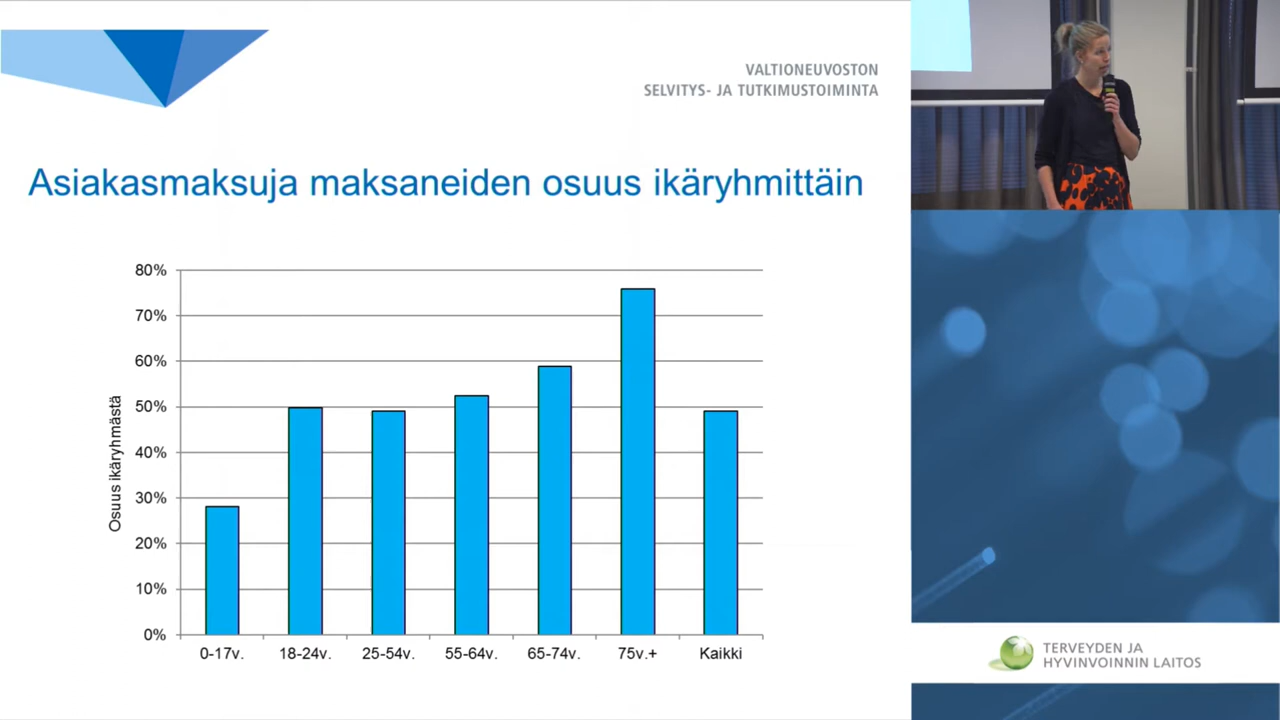 VALTIONEUVOSTON
SELVITYS- JA TUTKIMUSTOIMINTA
Asiakasmaksuja maksaneiden osuus ikäryhmittäin
Osuus ikäryhmästä
80%
70%
60%
50%
40%
30%
20%
10%
0%
0-17v. 18-24v. 25-54v. 55-64v. 65-74v. 75v.+ Kaikki
TERVEYDEN JA
HYVINVOINNIN LAITOS